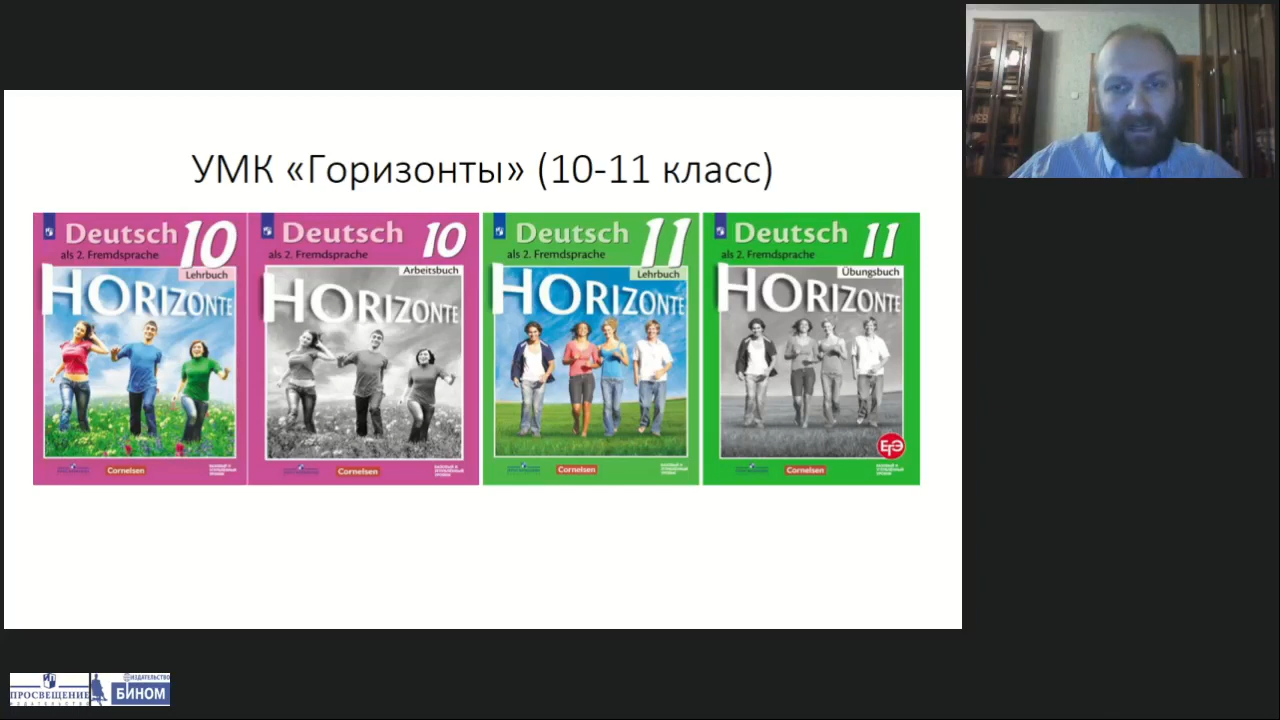 УМК «Горизонты» (10-11 класс)
Deutsch 10
als 2. Fremdsprache
Lehrbuch
HORIZONTE
Cornelsen
Deutsch 10
als 2. Fremdsprache
Arbeitsbuch
HORIZONTE
Cornelsen
Deutsch 11
als 2. Fremdsprache
Lehrbuch
HORIZONTE
Cornelsen
Deutsch 11
als 2. Fremdsprache
Übungsbuch
HORIZONTE
ЕГЭ
Cornelsen
ПРОСВЕЩЕНИЕ
ИЗДАТЕЛЬСТВО
ИЗДАТЕЛЬСТВО
БИНОМ